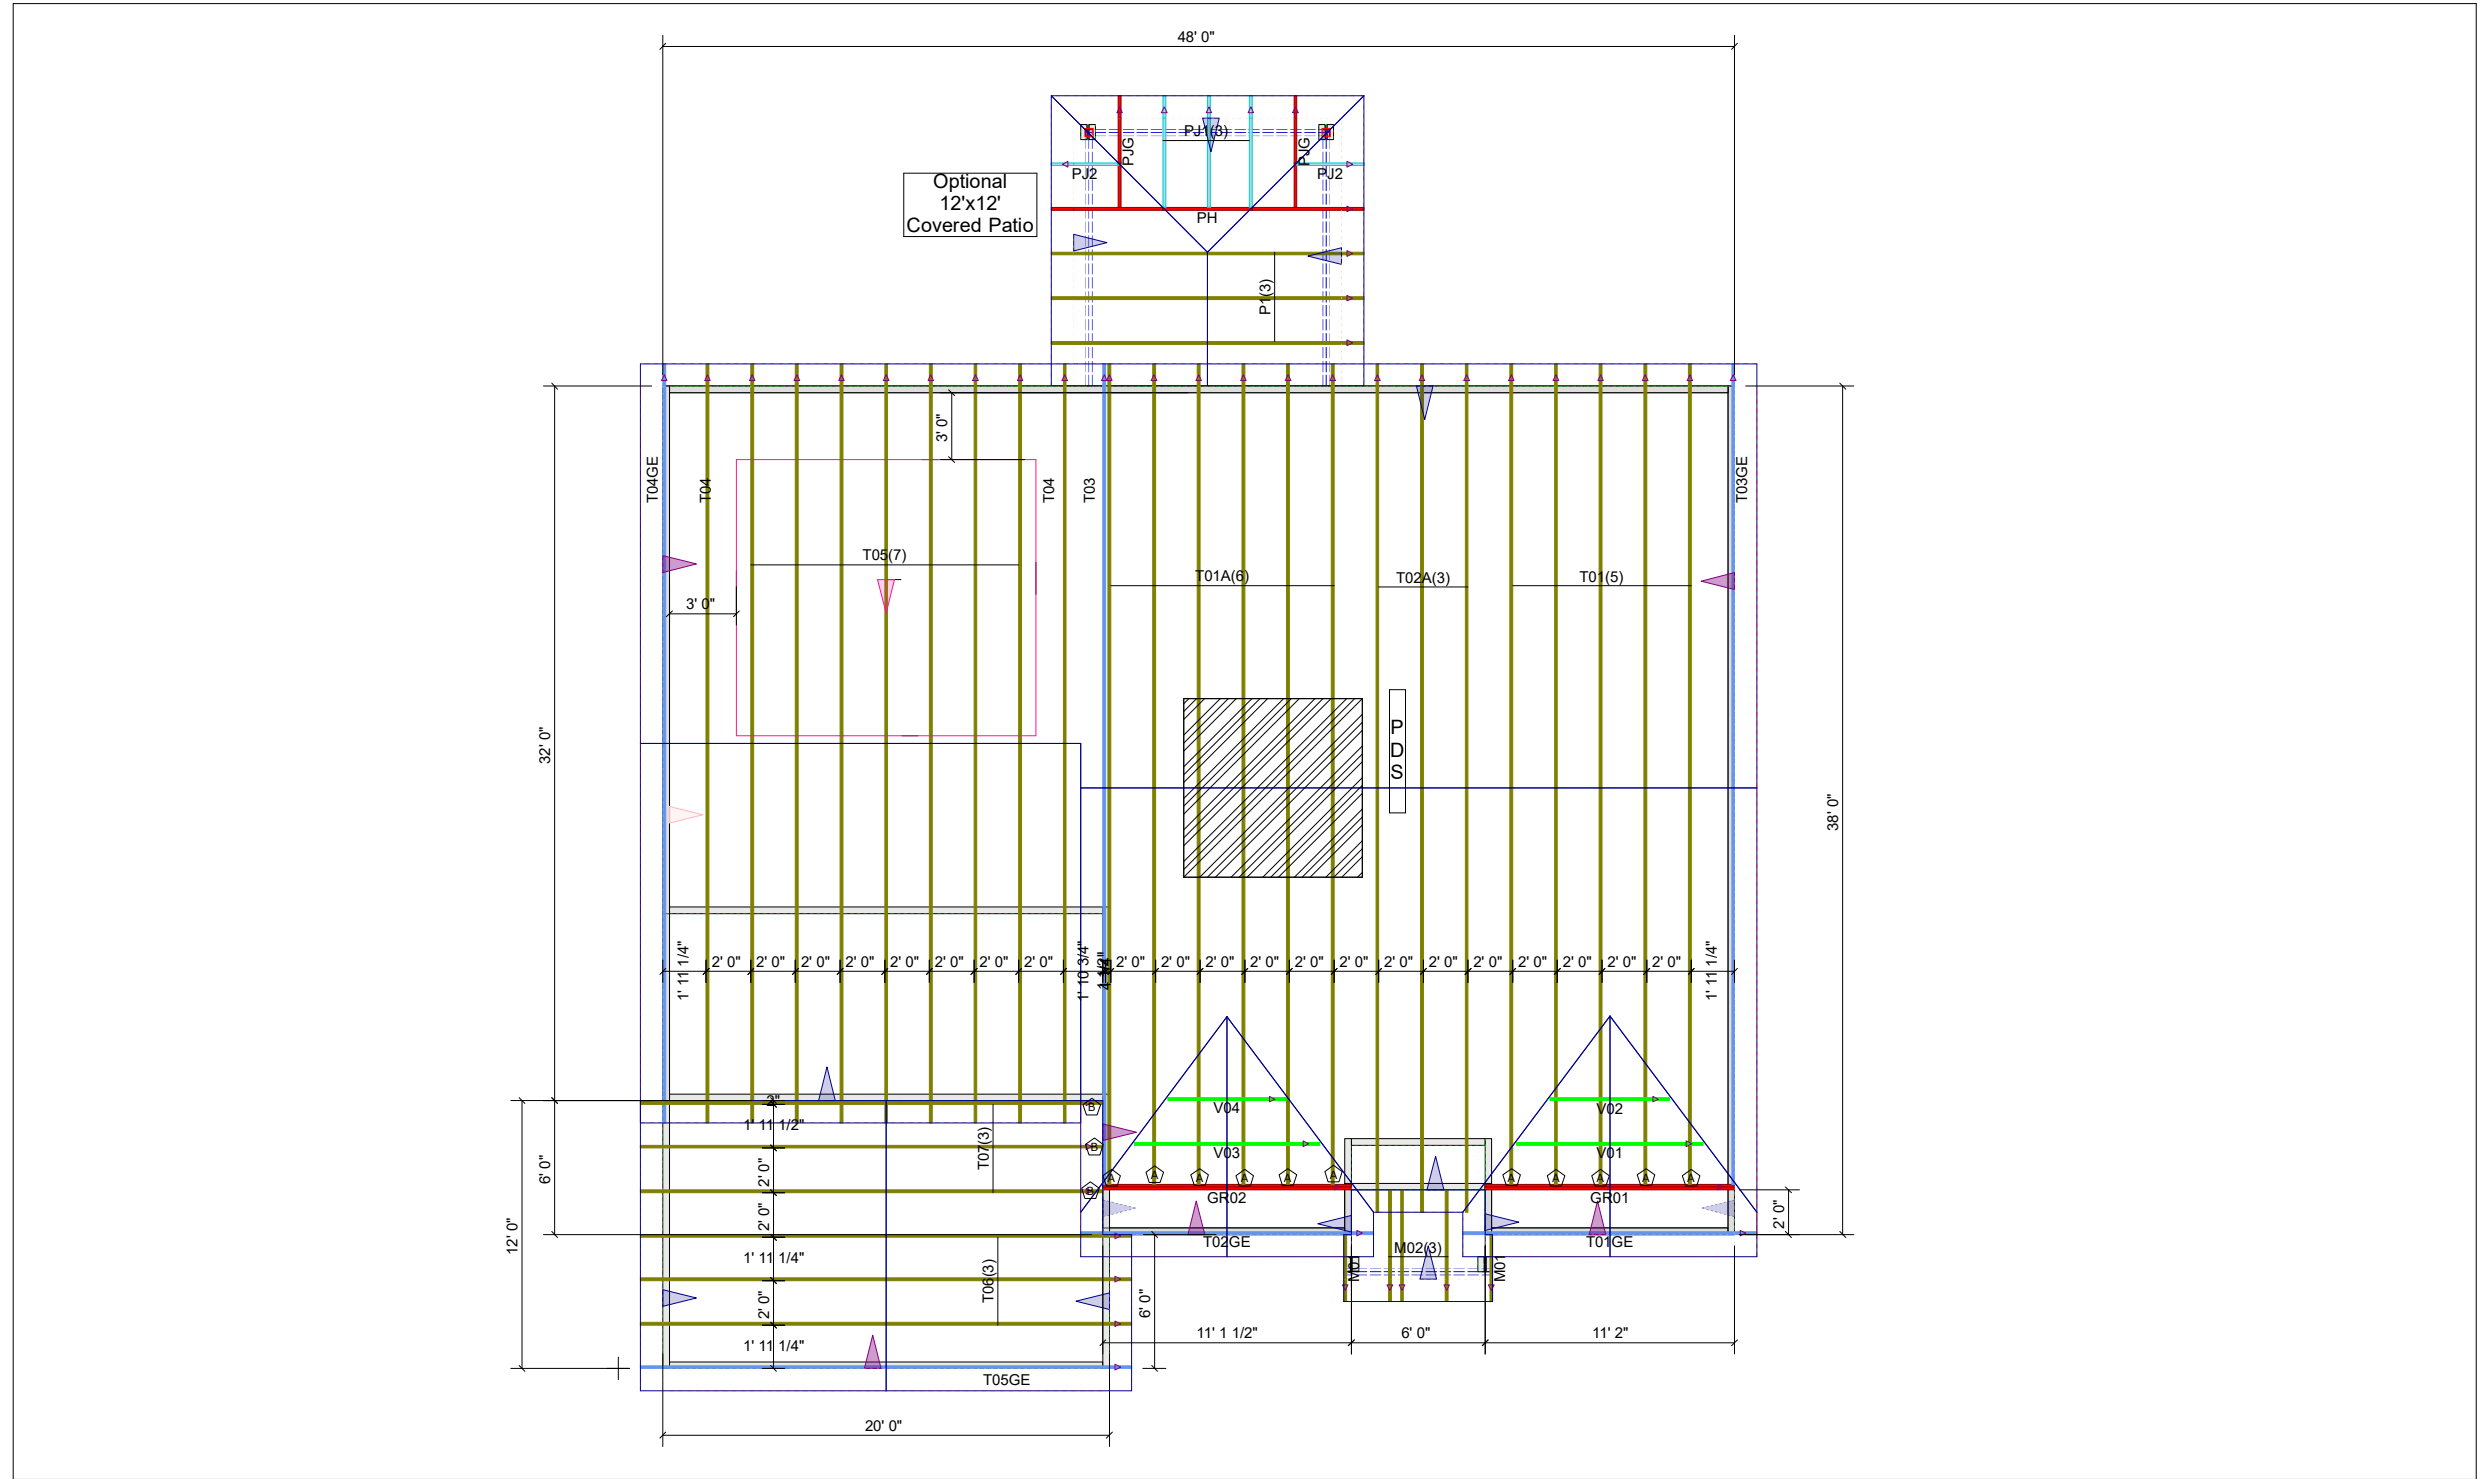 48' 0"
PJ1(3)
PJG
PJG
PJ2
PJ2
Optional
12'x12'
Covered Patio
PH
P1(3)
3' 0"
T04GE
T04
T04
T03
T03GE
T05(7)
T01A(6)
T02A(3)
T01(5)
3' 0"
P
D
S
32' 0"
38' 0"
1' 11 1/4"
2' 0"
2' 0"
2' 0"
2' 0"
2' 0"
2' 0"
2' 0"
2' 0"
1' 10 3/4"
2' 0"
2' 0"
2' 0"
2' 0"
2' 0"
2' 0"
2' 0"
2' 0"
2' 0"
2' 0"
2' 0"
2' 0"
2' 0"
1' 11 1/4"
2"
B
V04
V02
1' 11 1/2"
T07(3)
B
V03
V01
6' 0"
2' 0"
B
A
A
A
A
A
A
A
A
A
A
A
GR02
GR01
2' 0"
2' 0"
12' 0"
T02GE
M02(3)
T01GE
1' 11 1/4"
T06(3)
M01
M01
2' 0"
6' 0"
11' 1 1/2"
6' 0"
11' 2"
1' 11 1/4"
T05GE
20' 0"